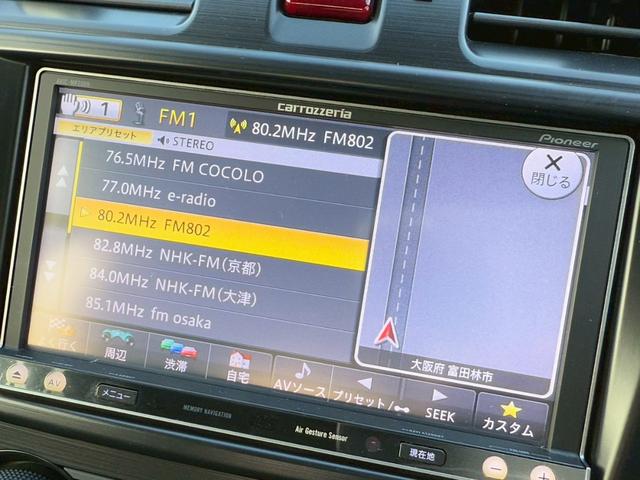 carrozzeria
Pioneer
1 FM1 80.2MHz FM802
エリアプリセット STEREO
76.5MHz FM COCOLO
77.0MHz e-radio
80.2MHz FM802
82.8MHz NHK-FM(京都)
84.0MHz NHK-FM(大津)
85.1MHz fm osaka
閉じる
大阪府 富田林市
よく行く 周辺 渋滞 自宅 AVソース プリセット/ SEEK カスタム
AV メニュー
MEMORY NAVIGATION
Air Gesture Sensor
現在地